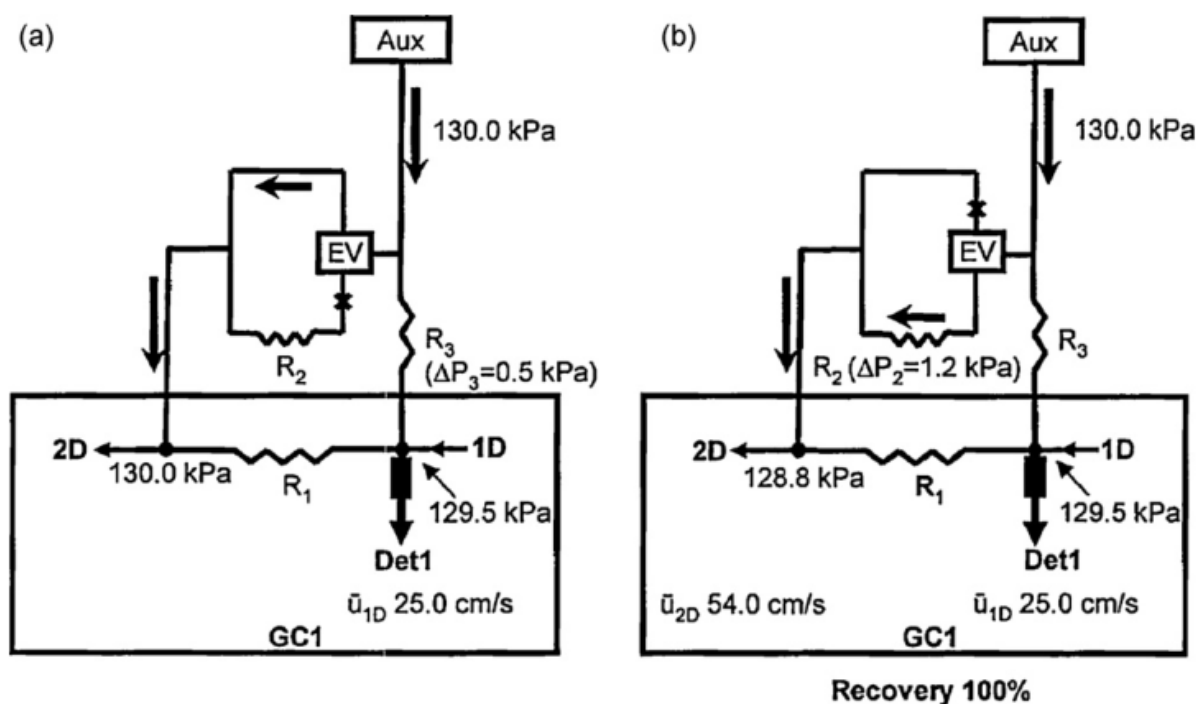 (a)
Aux
130.0 kPa
EV
R₂
R₃
(ΔP₃=0.5 kPa)
2D
1D
130.0 kPa
R₁
129.5 kPa
Det1
ū₁D 25.0 cm/s
GC1
(b)
Aux
130.0 kPa
EV
R₃
R₂ (ΔP₂=1.2 kPa)
2D
1D
128.8 kPa
R₁
129.5 kPa
Det1
ū₂D 54.0 cm/s
ū₁D 25.0 cm/s
GC1
Recovery 100%